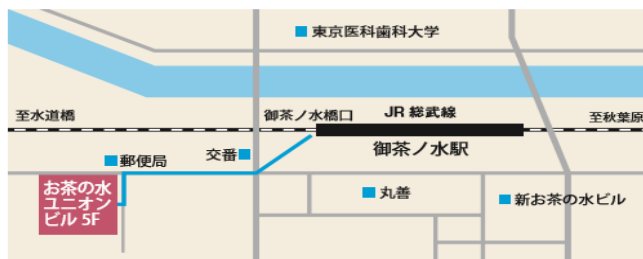 東京医科歯科大学
至水道橋
御茶ノ水橋口
JR 総武線
至秋葉原
御茶ノ水駅
交番
郵便局
お茶の水
ユニオン
ビル 5F
丸善
新お茶の水ビル